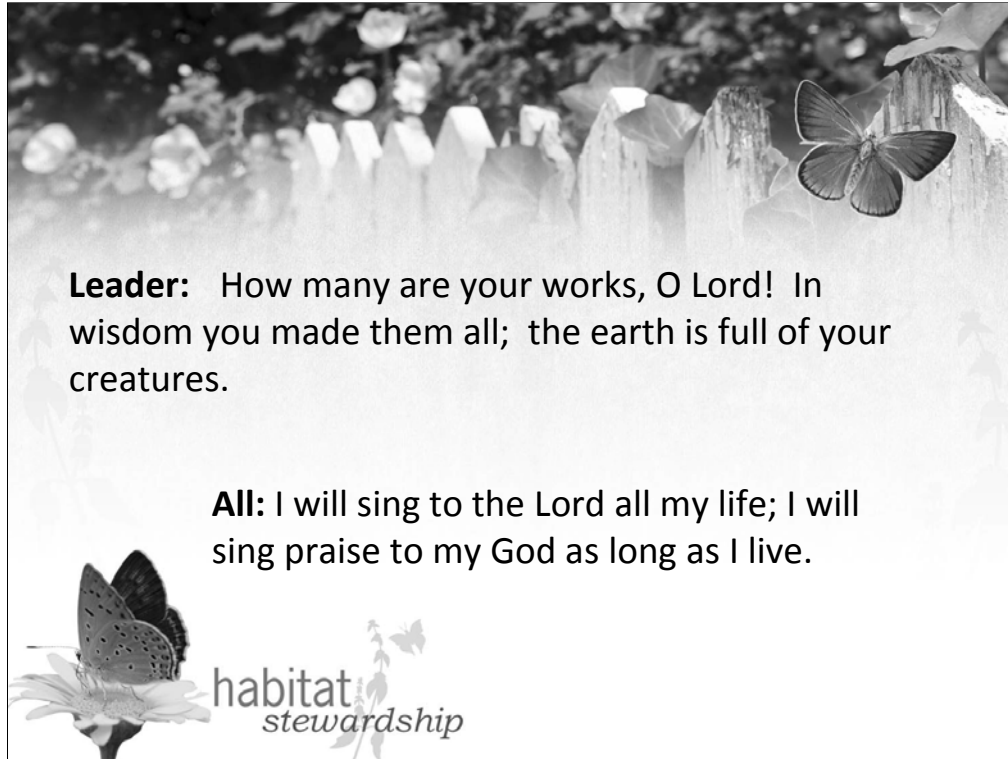 Leader: How many are your works, O Lord! In
wisdom you made them all; the earth is full of your
creatures.
All: I will sing to the Lord all my life; I will
sing praise to my God as long as I live.
habitat
stewardship